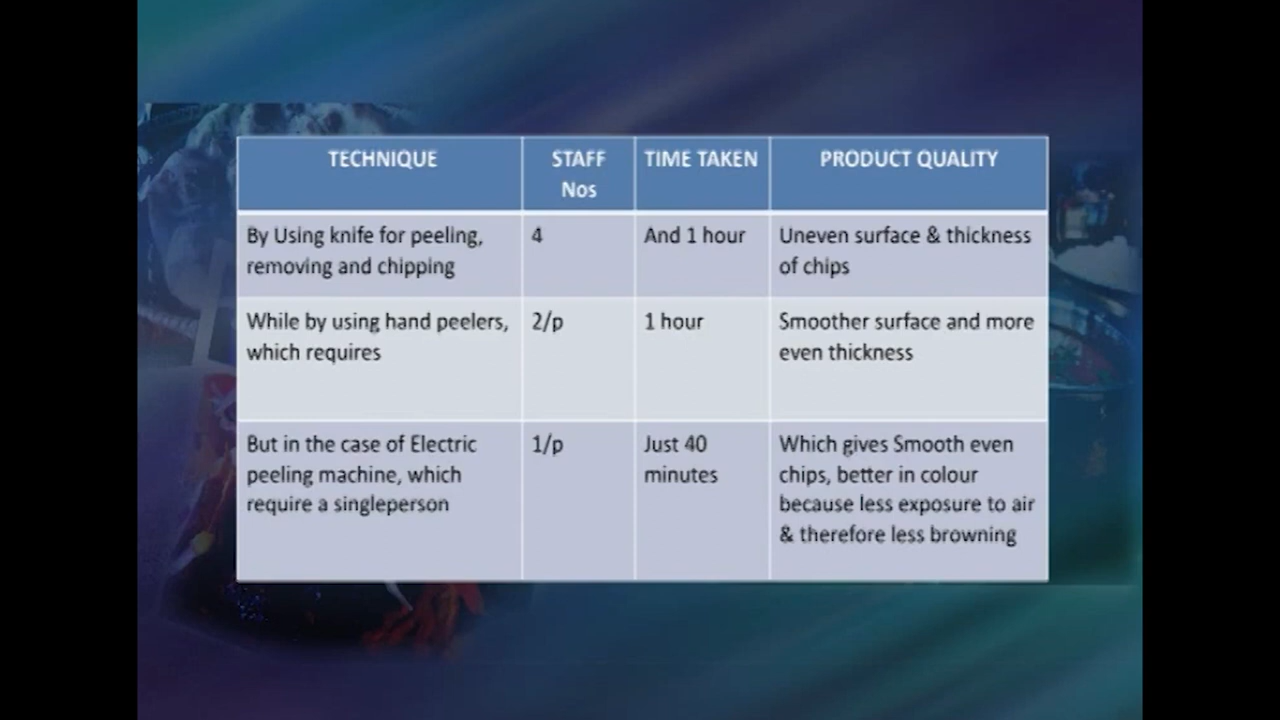 TECHNIQUE
STAFF
Nos
TIME TAKEN
PRODUCT QUALITY
By Using knife for peeling,
removing and chipping
4
And 1 hour
Uneven surface & thickness
of chips
While by using hand peelers,
which requires
2/p
1 hour
Smoother surface and more
even thickness
But in the case of Electric
peeling machine, which
require a singleperson
1/p
Just 40
minutes
Which gives Smooth even
chips, better in colour
because less exposure to air
& therefore less browning